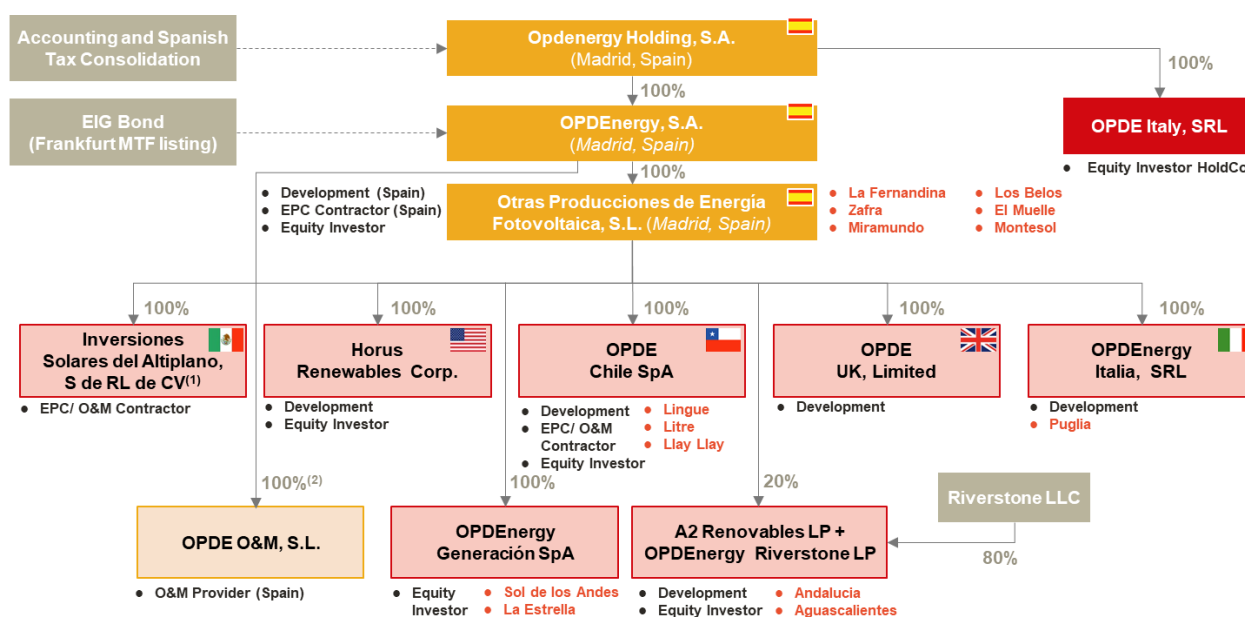 Accounting and Spanish
Tax Consolidation
Opdenergy Holding, S.A.
(Madrid, Spain)
100%
100%
EIG Bond
(Frankfurt MTF listing)
OPDEnergy, S.A.
(Madrid, Spain)
OPDE Italy, SRL
● Equity Investor HoldCo
100%
● Development (Spain)
● EPC Contractor (Spain)
● Equity Investor
Otras Producciones de Energía
Fotovoltaica, S.L. (Madrid, Spain)
● La Fernandina
● Zafra
● Miramundo
● Los Belos
● El Muelle
● Montesol
100%
100%
100%
100%
100%
Inversiones
Solares del Altiplano,
S de RL de CV(1)
● EPC/ O&M Contractor
Horus
Renewables Corp.
● Development
● Equity Investor
OPDE
Chile SpA
● Development
● EPC/ O&M
Contractor
● Equity Investor
● Lingue
● Litre
● Llay Llay
OPDE
UK, Limited
● Development
OPDEnergy
Italia, SRL
● Development
● Puglia
100%(2)
100%
20%
Riverstone LLC
80%
OPDE O&M, S.L.
● O&M Provider (Spain)
OPDEnergy
Generación SpA
● Equity
Investor
● Sol de los Andes
● La Estrella
A2 Renovables LP +
OPDEnergy Riverstone LP
● Development
● Equity Investor
● Andalucia
● Aguascalientes